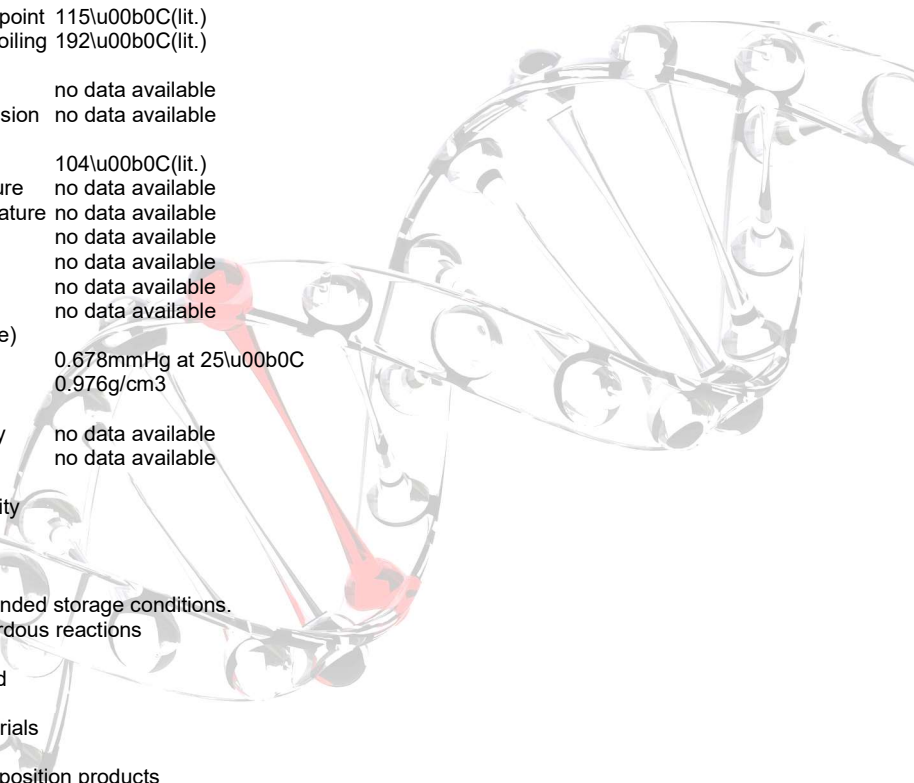 point 115\u00b0C(lit.)
oiling 192\u00b0C(lit.)
no data available
sion no data available
104\u00b0C(lit.)
ure no data available
ature no data available
no data available
no data available
no data available
no data available
e)
0.678mmHg at 25\u00b0C
0.976g/cm3
y no data available
no data available
ity
nded storage conditions.
rdous reactions
d
rials
position products